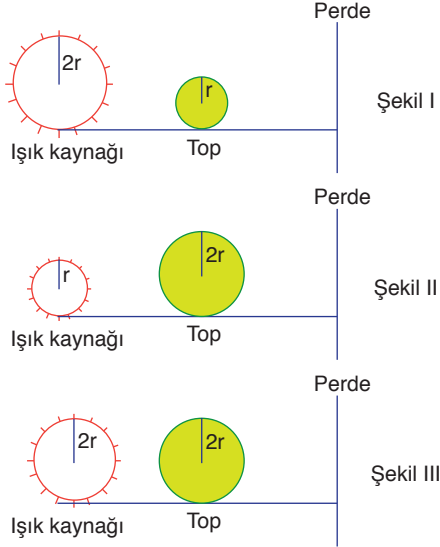 Perde
2r
r
Şekil I
Işık kaynağı
Top
Perde
r
2r
Şekil II
Işık kaynağı
Top
Perde
2r
2r
Şekil III
Işık kaynağı
Top